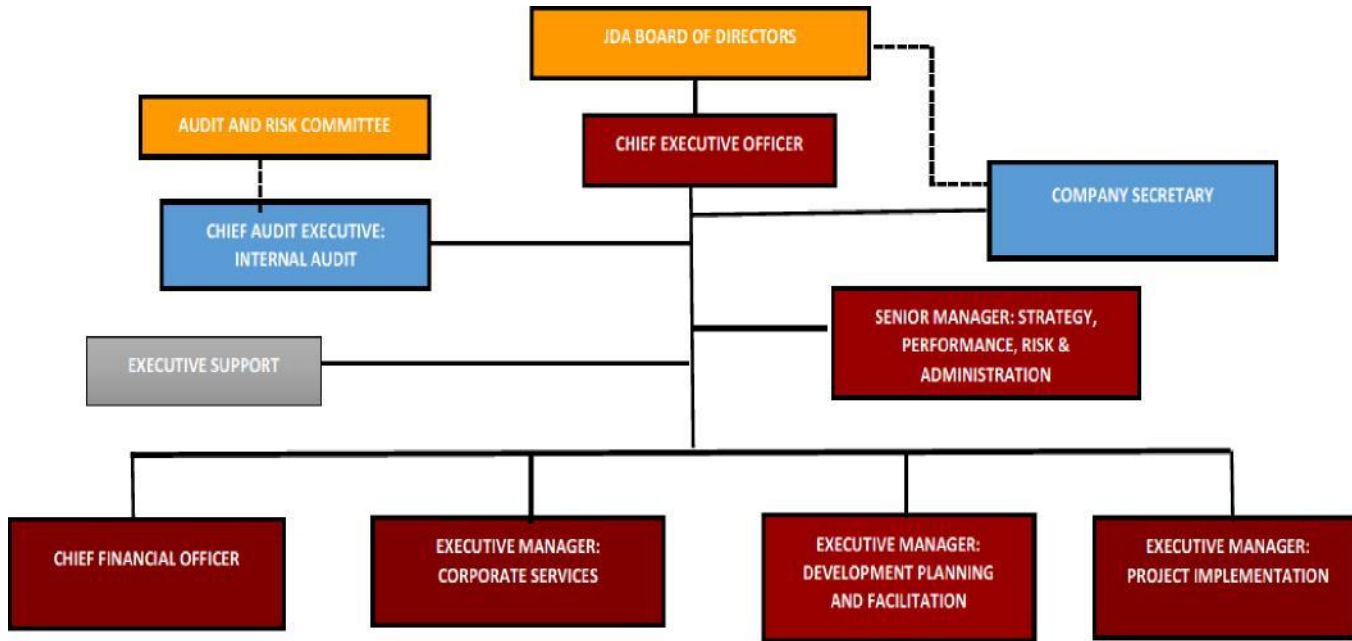 JDA BOARD OF DIRECTORS
AUDIT AND RISK COMMITTEE
CHIEF EXECUTIVE OFFICER
COMPANY SECRETARY
CHIEF AUDIT EXECUTIVE:
INTERNAL AUDIT
SENIOR MANAGER: STRATEGY,
PERFORMANCE, RISK &
ADMINISTRATION
EXECUTIVE SUPPORT
CHIEF FINANCIAL OFFICER
EXECUTIVE MANAGER:
CORPORATE SERVICES
EXECUTIVE MANAGER:
DEVELOPMENT PLANNING
AND FACILITATION
EXECUTIVE MANAGER:
PROJECT IMPLEMENTATION